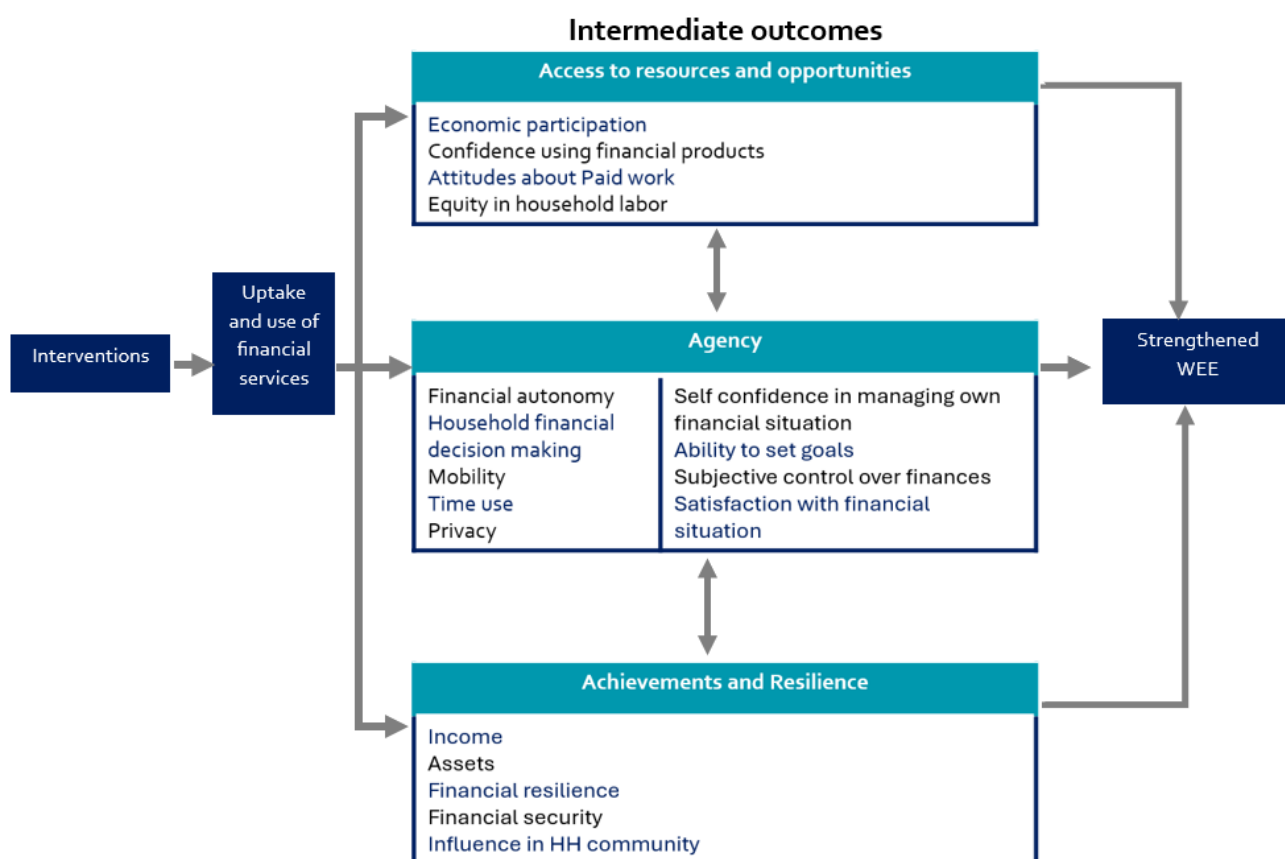 Intermediate outcomes
Access to resources and opportunities
Economic participation
Confidence using financial products
Attitudes about Paid work
Equity in household labor
Interventions
Uptake
and use of
financial
services
Agency
Financial autonomy
Household financial
decision making
Mobility
Time use
Privacy
Self confidence in managing own
financial situation
Ability to set goals
Subjective control over finances
Satisfaction with financial
situation
Strengthened
WEE
Achievements and Resilience
Income
Assets
Financial resilience
Financial security
Influence in HH community